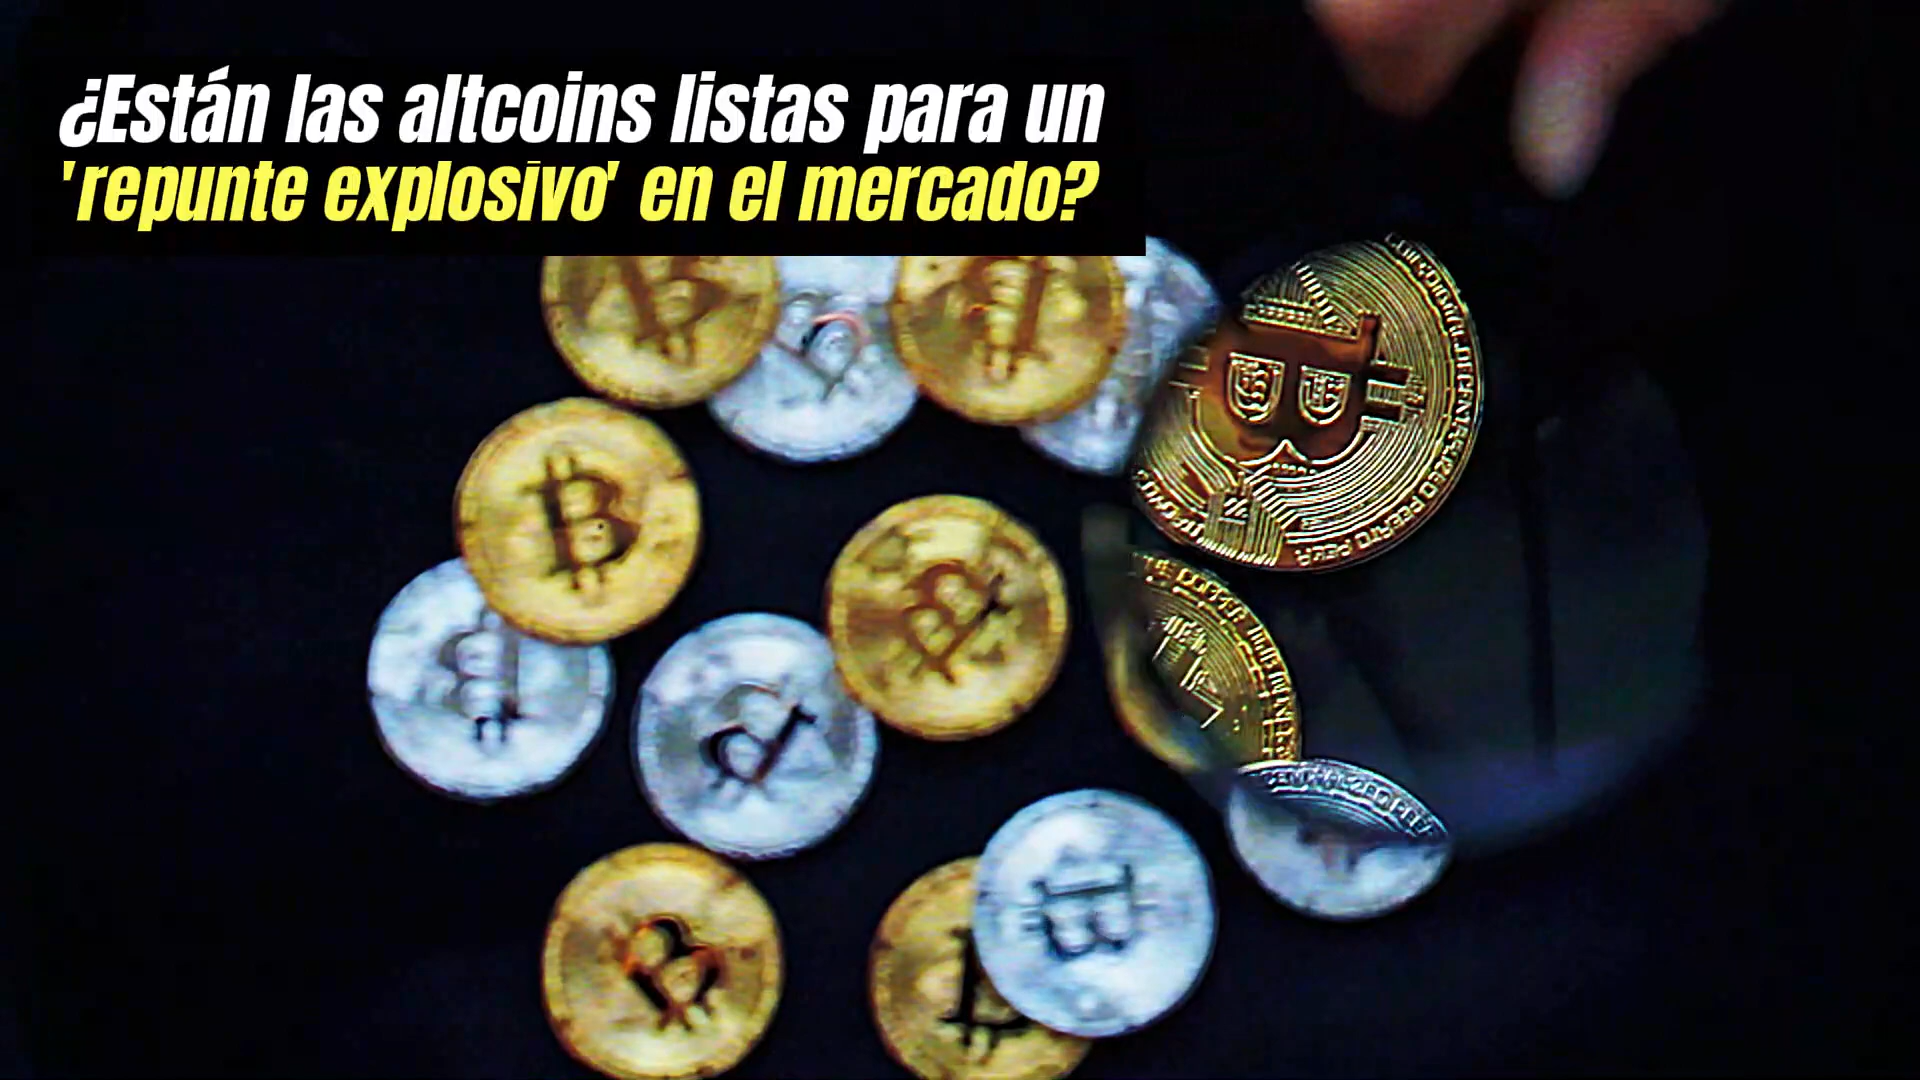 ¿Están las altcoins listas para un
'repunte explosivo' en el mercado?